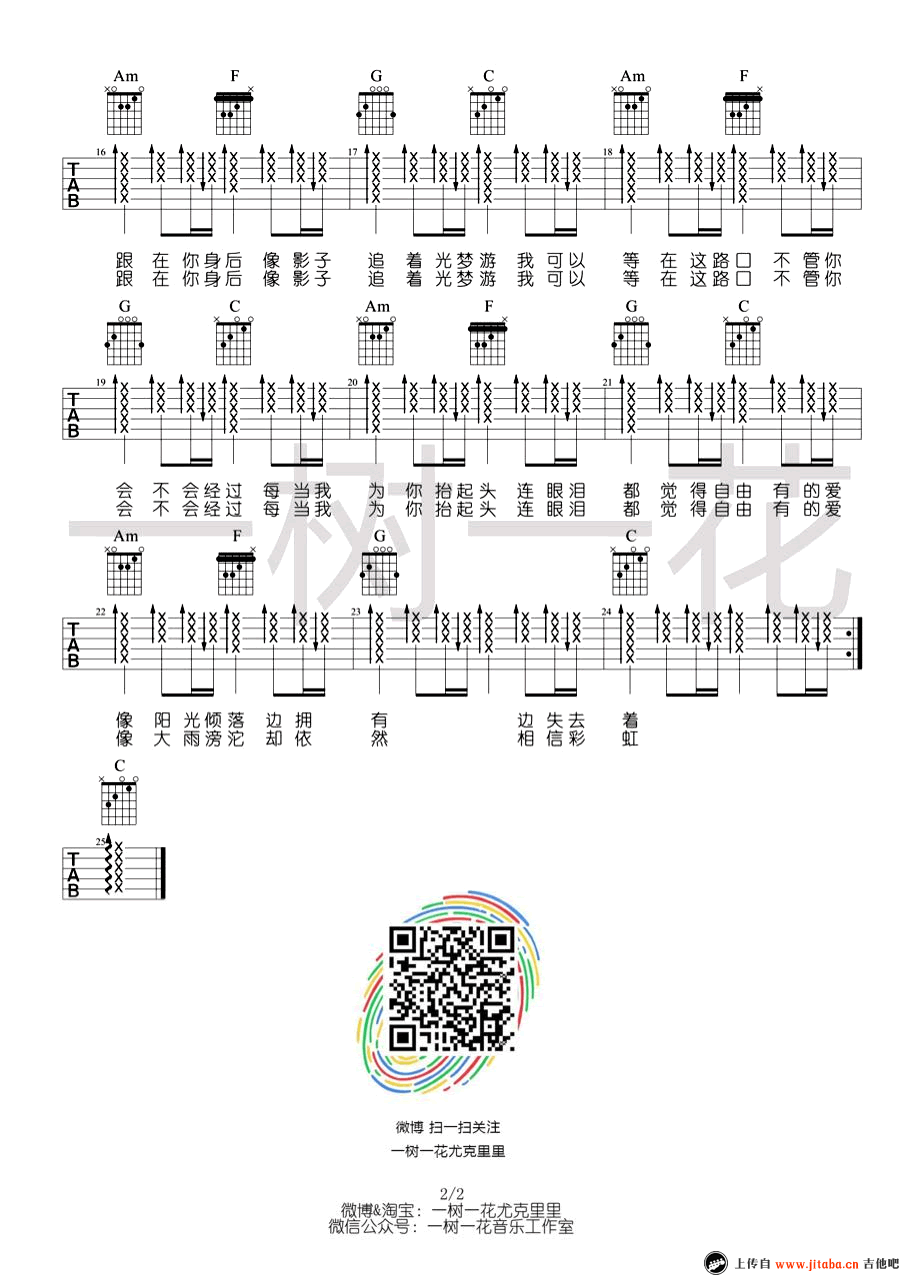 Am F G C Am F
16 17 18
TAB
跟 在 你 身 后 像 影 子 追 着 光 梦 游 我 可 以 等 在 这 路 口 不 管 你
跟 在 你 身 后 像 影 子 追 着 光 梦 游 我 可 以 等 在 这 路 口 不 管 你
G C Am F G C
19 20 21
TAB
会 不 会 经 过 每 当 我 为 你 抬 起 头 连 眼 泪 都 觉 得 自 由 有 的 爱
会 不 会 经 过 每 当 我 为 你 抬 起 头 连 眼 泪 都 觉 得 自 由 有 的 爱
一树一花
Am F G C
22 23 24
TAB
像 阳 光 倾 落 边 拥 有 边 失 去 着
像 大 雨 滂 沱 却 依 然 相 信 彩 虹
C
25
TAB
微博 扫一扫关注
一树一花尤克里里
2/2
微博&淘宝：一树一花尤克里里
微信公众号：一树一花音乐工作室
上传自 www.jitaba.cn 吉他吧